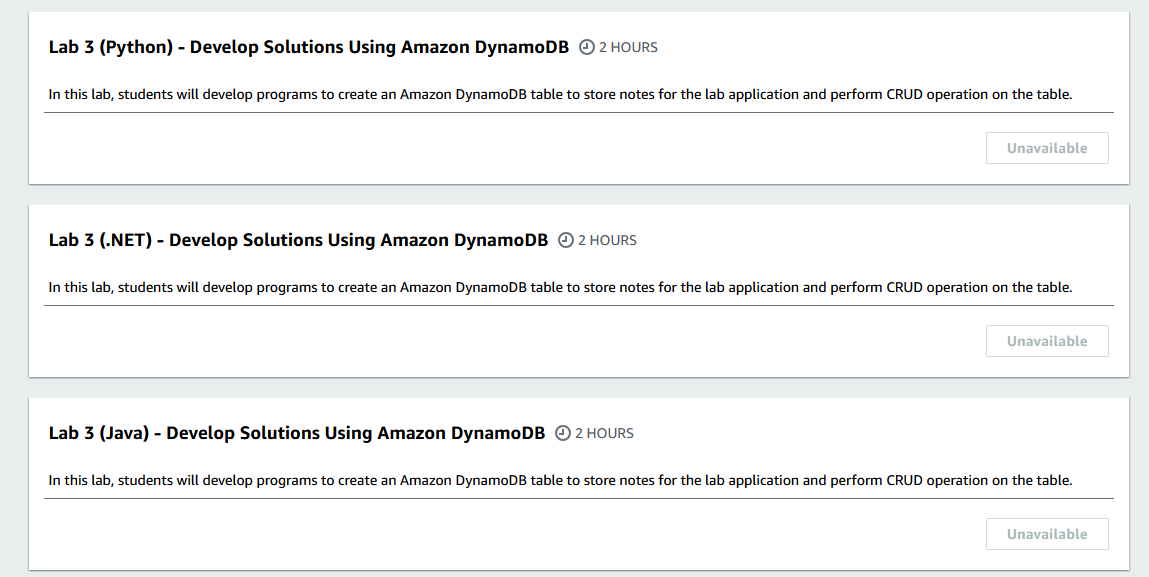 Lab 3 (Python) - Develop Solutions Using Amazon DynamoDB 2 HOURS
In this lab, students will develop programs to create an Amazon DynamoDB table to store notes for the lab application and perform CRUD operation on the table.
Unavailable
Lab 3 (.NET) - Develop Solutions Using Amazon DynamoDB 2 HOURS
In this lab, students will develop programs to create an Amazon DynamoDB table to store notes for the lab application and perform CRUD operation on the table.
Unavailable
Lab 3 (Java) - Develop Solutions Using Amazon DynamoDB 2 HOURS
In this lab, students will develop programs to create an Amazon DynamoDB table to store notes for the lab application and perform CRUD operation on the table.
Unavailable